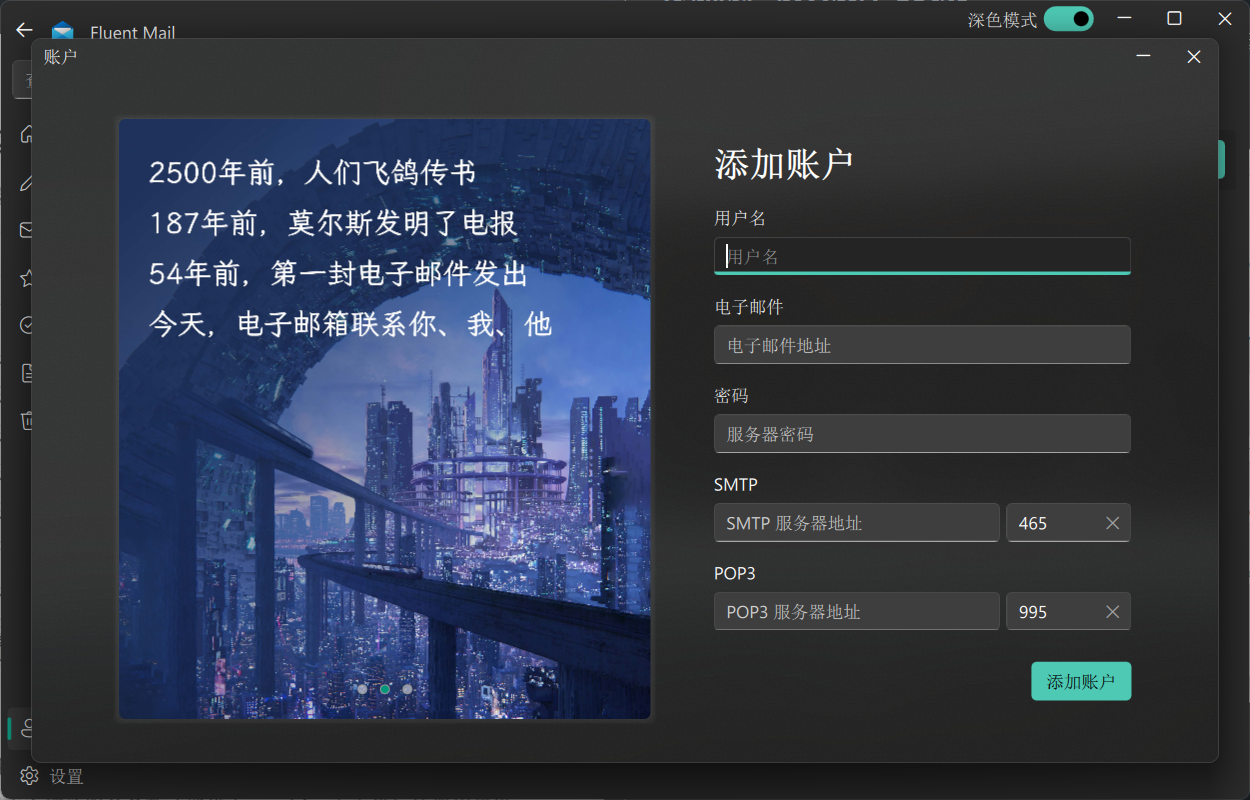 Fluent Mail
深色模式
账户
2500年前，人们飞鸽传书
187年前，莫尔斯发明了电报
54年前，第一封电子邮件发出
今天，电子邮箱联系你、我、他
添加账户
用户名
用户名
电子邮件
电子邮件地址
密码
服务器密码
SMTP
SMTP 服务器地址
465
POP3
POP3 服务器地址
995
添加账户
设置